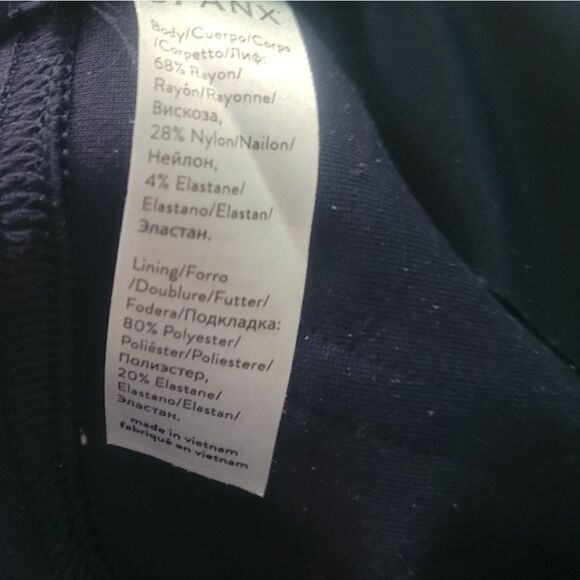 SPANX
Body/Cuerpo/Corps
/Corpetto/Лиф:
68% Rayon/
Rayón/Rayonne/
Вискоза,
28% Nylon/Nailon/
Нейлон,
4% Elastane/
Elastano/Elastan/
Эластан.
Lining/Forro
/Doublure/Futter/
Fodera/Подкладка:
80% Polyester/
Poliéster/Poliestere/
Полиэстер,
20% Elastane/
Elastano/Elastan/
Эластан.
made in vietnam
fabriqué en vietnam